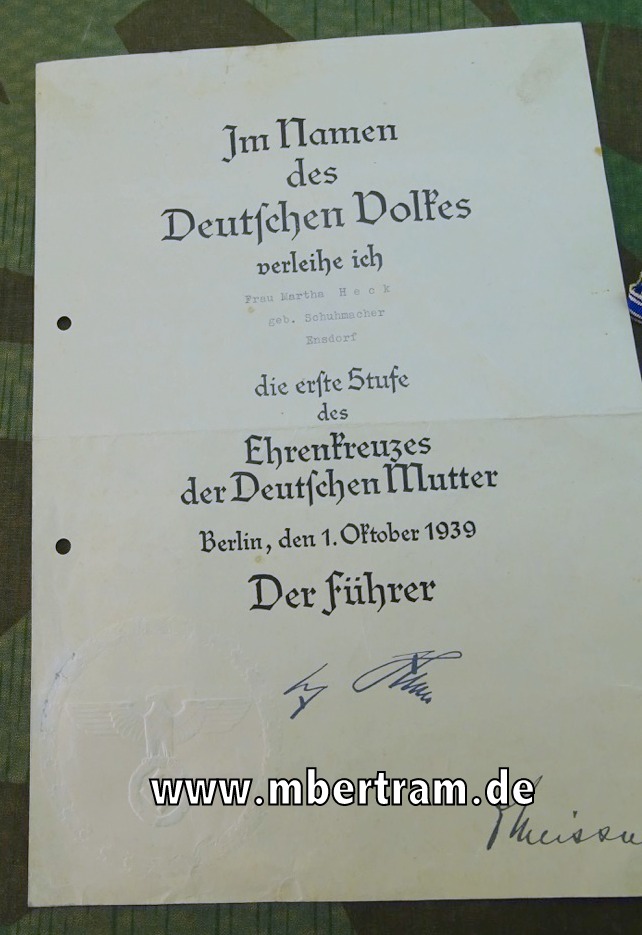 Im Namen
des
Deutschen Volkes
verleihe ich
Frau Martha H e c k
geb. Schuhmacher
Ensdorf
die erste Stufe
des
Ehrenkreuzes
der Deutschen Mutter
Berlin, den 1. Oktober 1939
Der Führer
www.mbertram.de